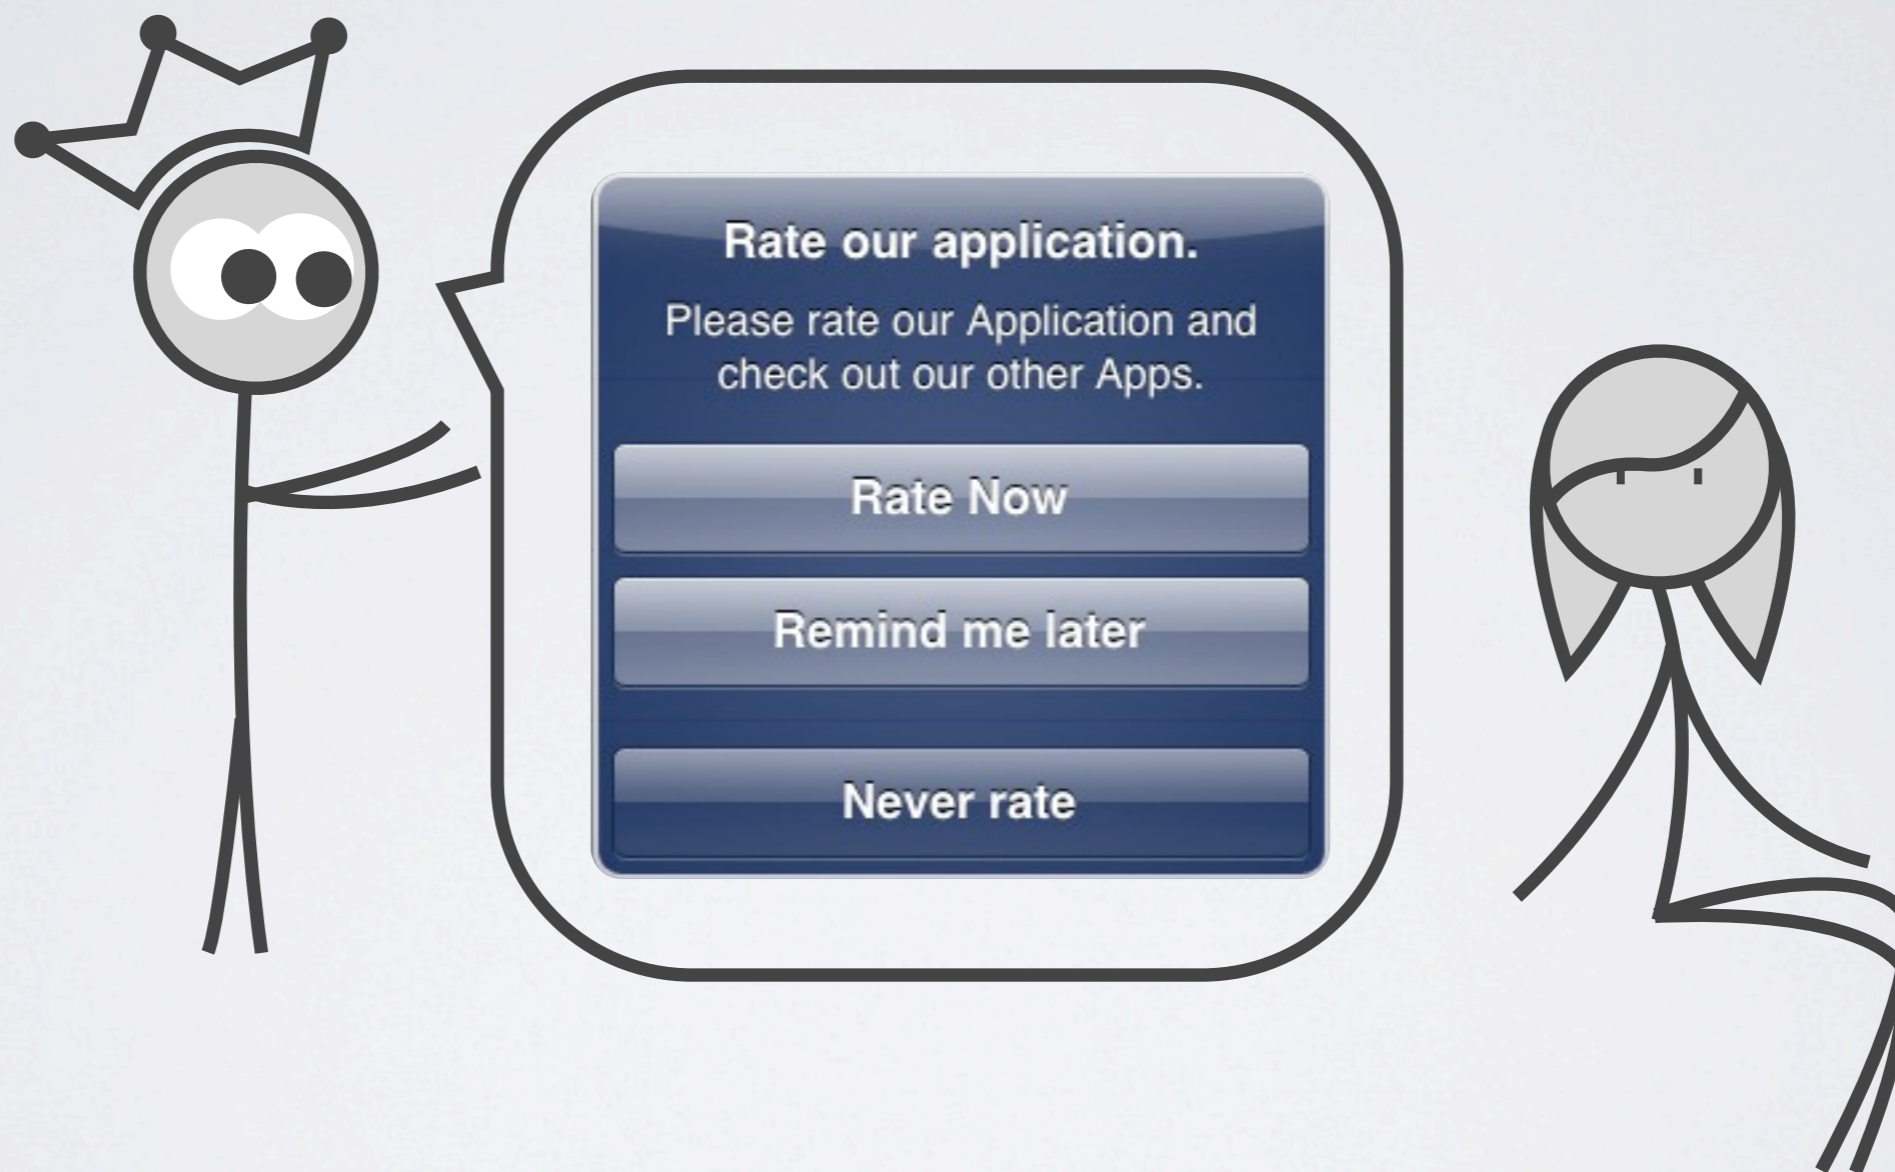 Rate our application.
Please rate our Application and
check out our other Apps.
Rate Now
Remind me later
Never rate